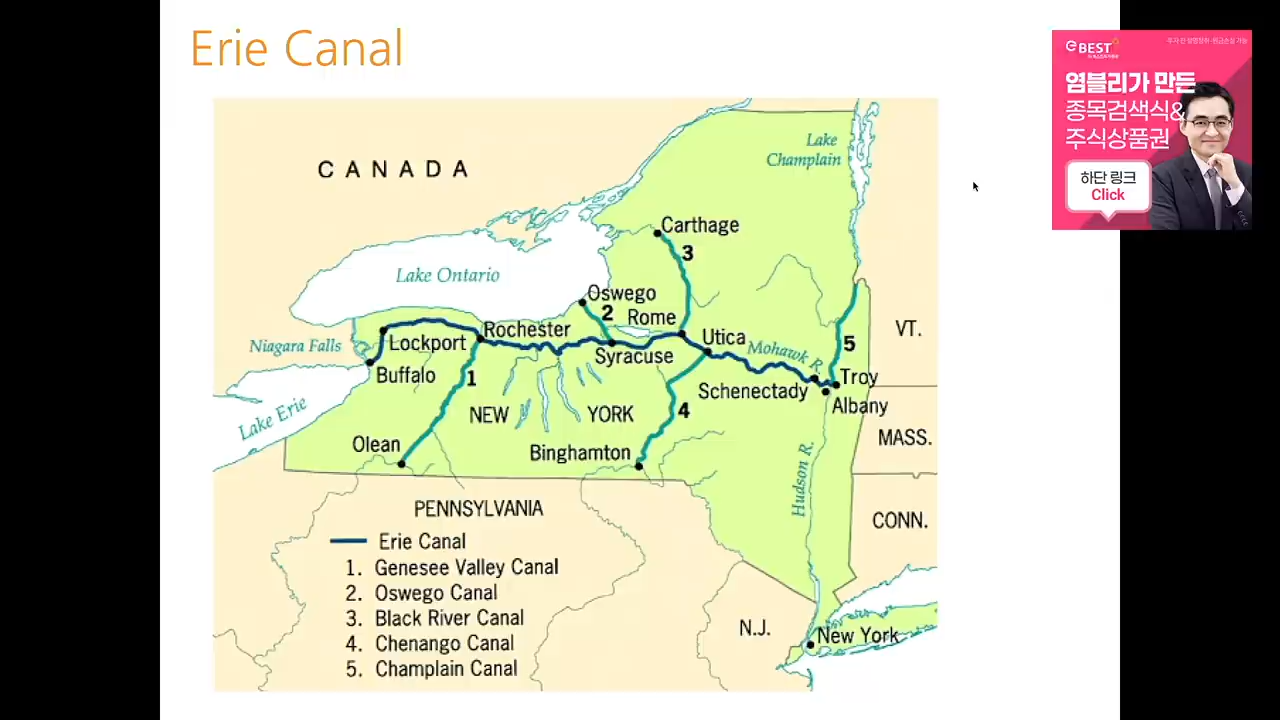 Erie Canal
CANADA
Lake
Champlain
Carthage
3
Lake Ontario
Oswego
2
Rome
Rochester
Utica
VT.
Niagara Falls
Lockport
Syracuse
Mohawk R.
5
Buffalo
1
Schenectady
Troy
Albany
Lake Erie
NEW YORK
4
MASS.
Olean
Binghamton
Hudson R.
PENNSYLVANIA
CONN.
Erie Canal
1. Genesee Valley Canal
2. Oswego Canal
3. Black River Canal
4. Chenango Canal
5. Champlain Canal
N.J.
New York
eBEST
염블리가 만든
종목검색식&
주식상품권
하단 링크
Click